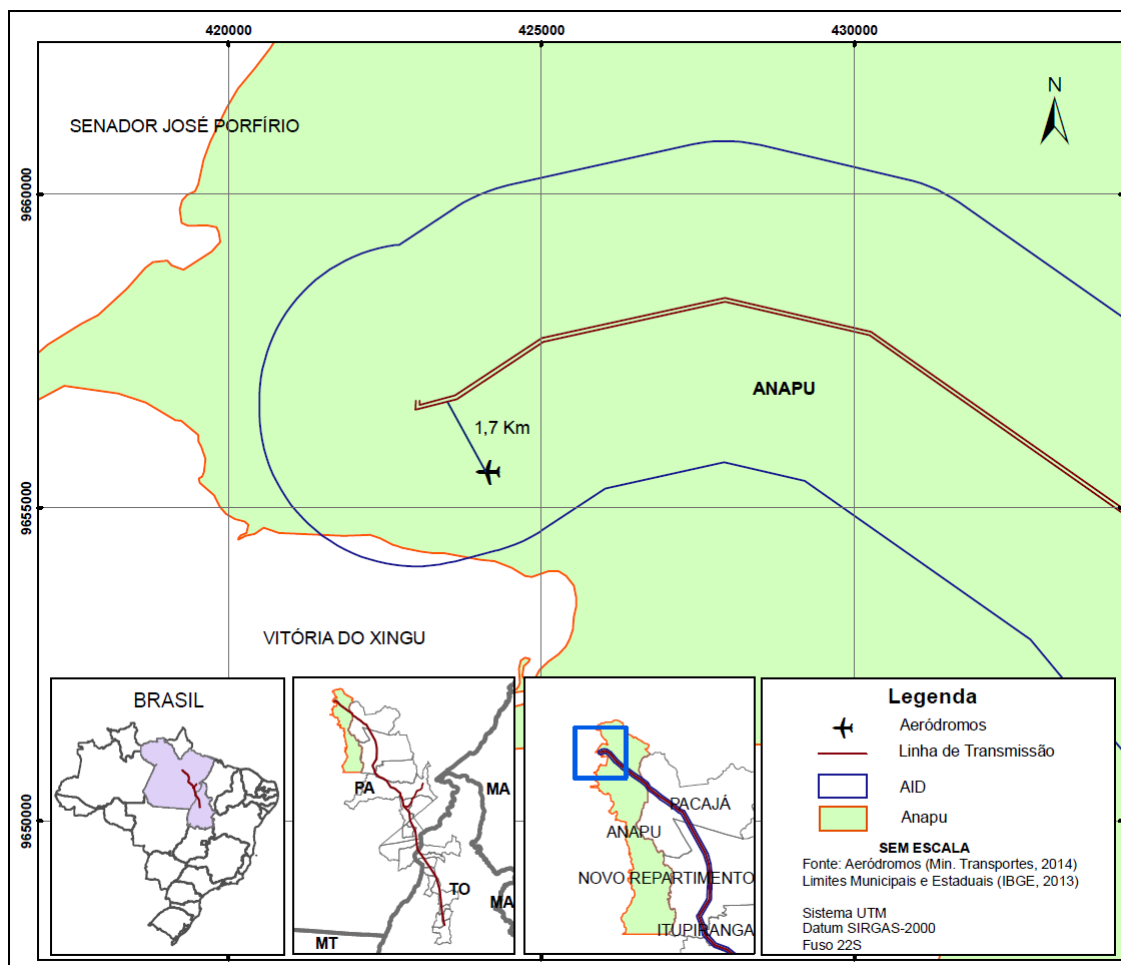 420000
425000
430000
SENADOR JOSÉ PORFÍRIO
N
9660000
ANAPU
1,7 Km
9655000
VITÓRIA DO XINGU
9650000
BRASIL
PA
MA
TO
MA
MT
PACAJÁ
ANAPU
NOVO REPARTIMENTO
ITUPIRANGA
Legenda
Aeródromos
Linha de Transmissão
AID
Anapu
SEM ESCALA
Fonte: Aeródromos (Min. Transportes, 2014)
Limites Municipais e Estaduais (IBGE, 2013)
Sistema UTM
Datum SIRGAS-2000
Fuso 22S